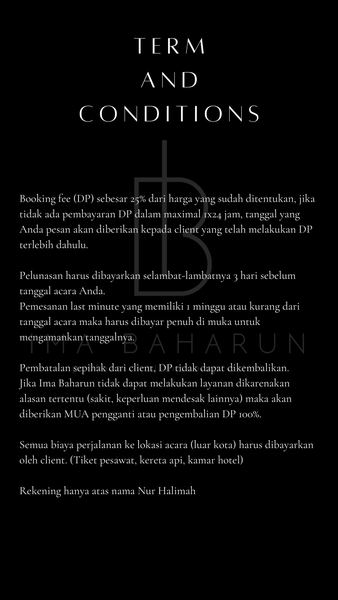 TERM
AND
CONDITIONS
Booking fee (DP) sebesar 25% dari harga yang sudah ditentukan, jika
tidak ada pembayaran DP dalam maximal 1x24 jam, tanggal yang
Anda pesan akan diberikan kepada client yang telah melakukan DP
terlebih dahulu.
Pelunasan harus dibayarkan selambat-lambatnya 3 hari sebelum
tanggal acara Anda.
Pemesanan last minute yang memiliki 1 minggu atau kurang dari
tanggal acara maka harus dibayar penuh di muka untuk
mengamankan tanggalnya.
IMA BAHARUN
Pembatalan sepihak dari client, DP tidak dapat dikembalikan.
Jika Ima Baharun tidak dapat melakukan layanan dikarenakan
alasan tertentu (sakit, keperluan mendesak lainnya) maka akan
diberikan MUA pengganti atau pengembalian DP 100%.
Semua biaya perjalanan ke lokasi acara (luar kota) harus dibayarkan
oleh client. (Tiket pesawat, kereta api, kamar hotel)
Rekening hanya atas nama Nur Halimah